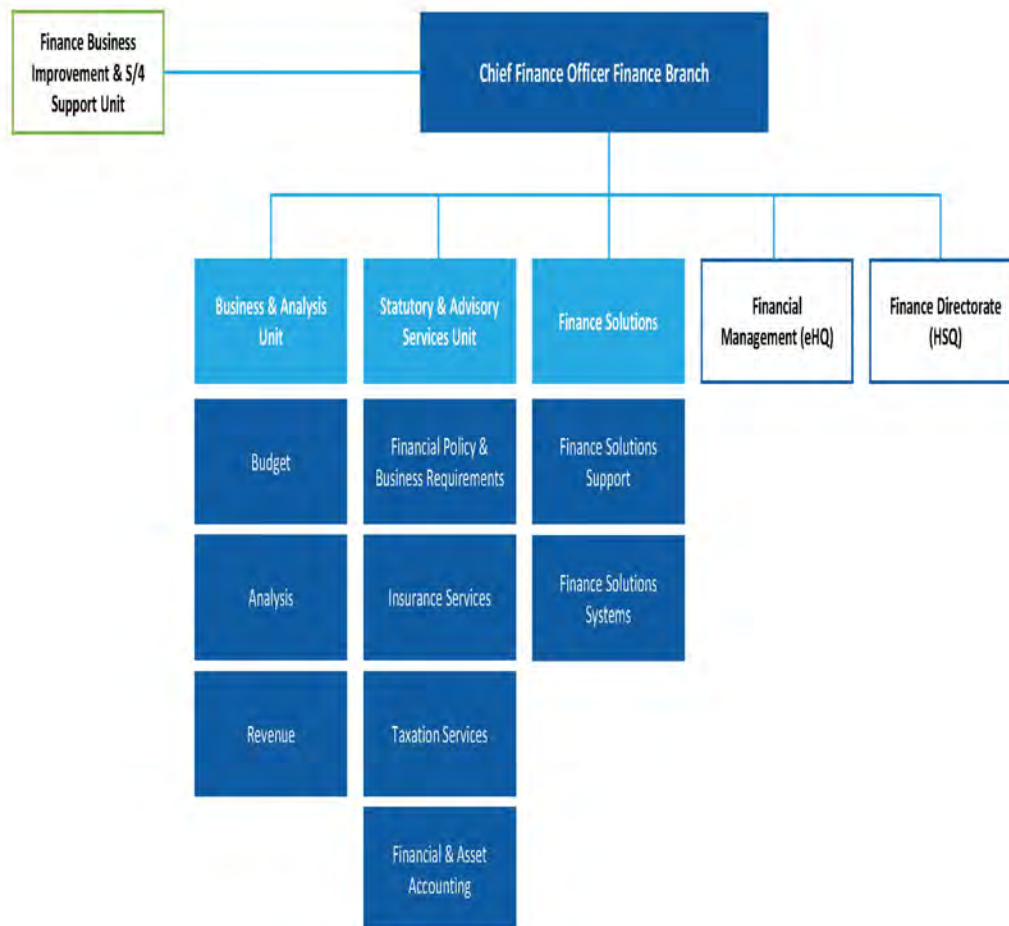 Finance Business
Improvement & S/4
Support Unit
Chief Finance Officer Finance Branch
Business & Analysis
Unit
Statutory & Advisory
Services Unit
Finance Solutions
Financial
Management (eHQ)
Finance Directorate
(HSQ)
Budget
Financial Policy &
Business Requirements
Finance Solutions
Support
Analysis
Insurance Services
Finance Solutions
Systems
Revenue
Taxation Services
Financial & Asset
Accounting